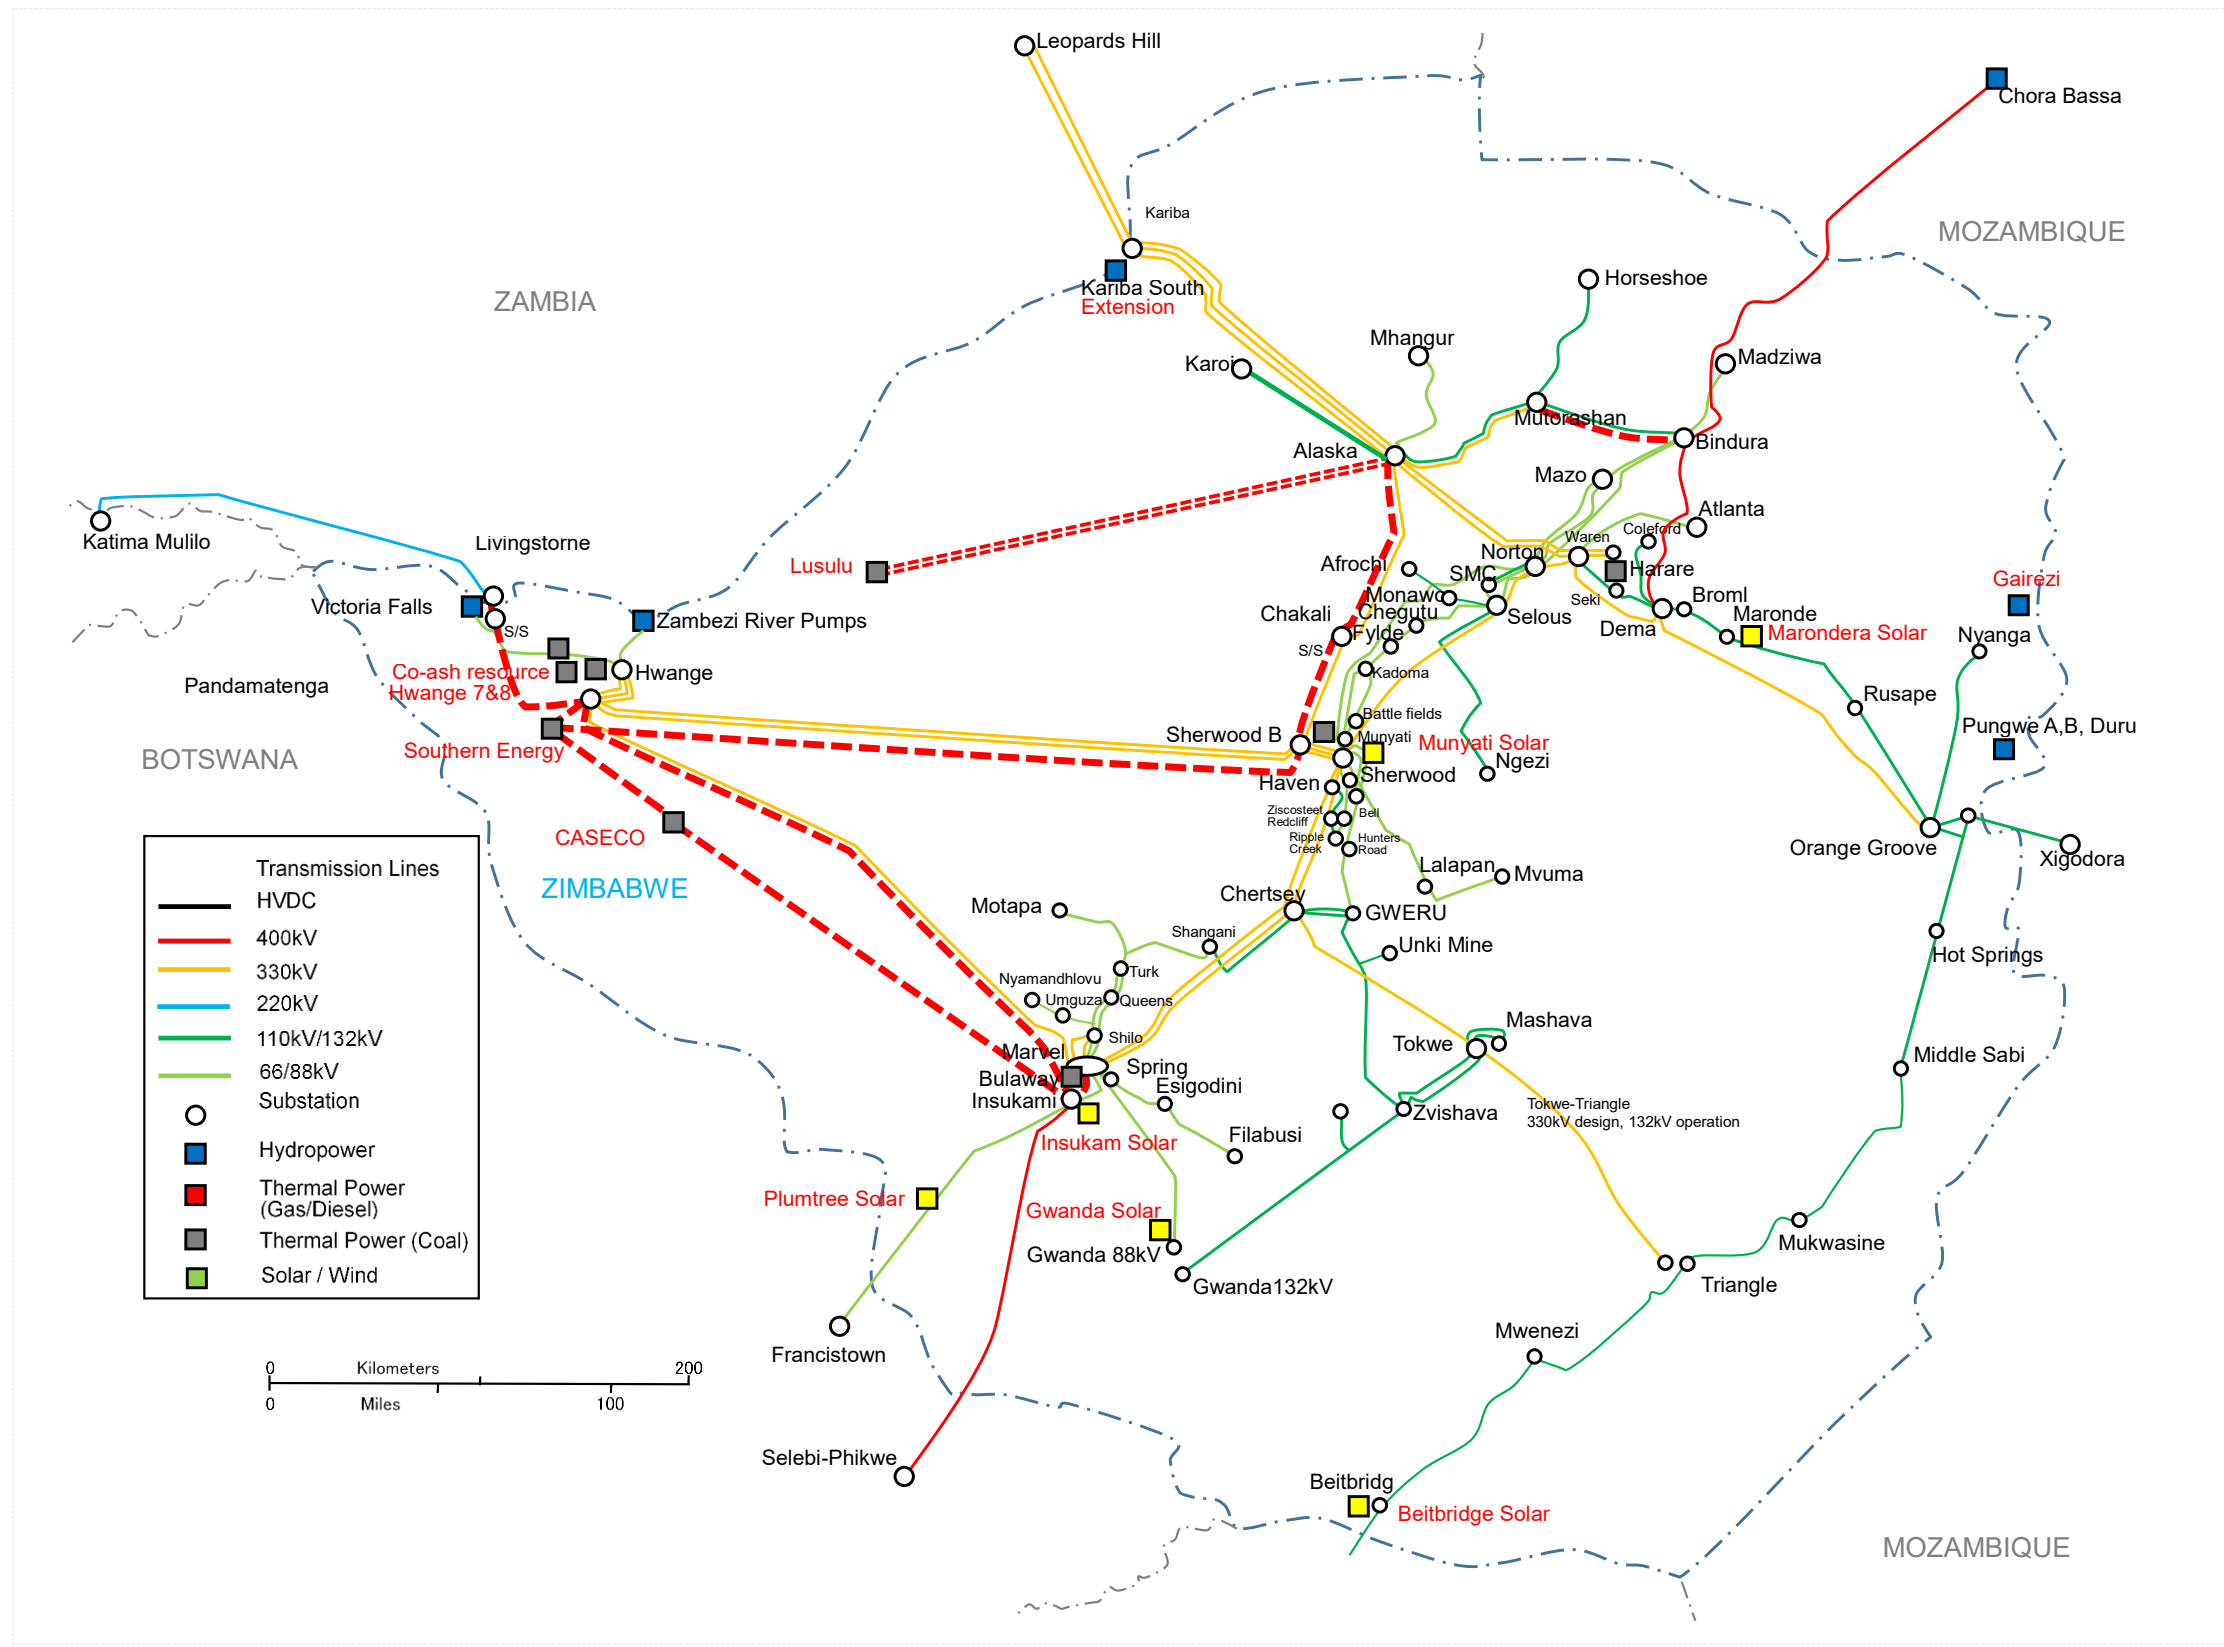 Leopards Hill
Chora Bassa
Kariba
MOZAMBIQUE
ZAMBIA
Kariba South
Extension
Horseshoe
Mhangur
Karoi
Madziwa
Mutorashan
Bindura
Alaska
Mazo
Atlanta
Coleford
Waren
Katima Mulilo
Livingstorne
Norton
Lusulu
Afrochi
SMC
Harare
Gairezi
Victoria Falls
Monawo
Seki
Broml
S/S
Zambezi River Pumps
Chakali
Chegutu
Selous
Dema
Maronde
Marondera Solar
Fylde
S/S
Nyanga
Co-ash resource
Hwange
Kadoma
Pandamatenga
Hwange 7&8
Rusape
Battle fields
Pungwe A,B, Duru
Sherwood B
Munyati
Munyati Solar
Southern Energy
BOTSWANA
Ngezi
Sherwood
Haven
Ziscosteet
Redcliff
Bell
Ripple
Creek
Hunters
Road
CASECO
Orange Groove
Xigodora
Lalapan
Mvuma
ZIMBABWE
Chertsey
Motapa
GWERU
Shangani
Unki Mine
Hot Springs
Turk
Nyamandhlovu
Umguza
Queens
Mashava
Shilo
Tokwe
Marvel
Middle Sabi
Spring
Bulaway
Esigodini
Insukami
Tokwe-Triangle
330kV design, 132kV operation
Zvishava
Insukam Solar
Filabusi
Plumtree Solar
Gwanda Solar
Gwanda 88kV
Mukwasine
Gwanda132kV
Triangle
Mwenezi
Francistown
Selebi-Phikwe
Beitbridg
Beitbridge Solar
MOZAMBIQUE
Transmission Lines
HVDC
400kV
330kV
220kV
110kV/132kV
66/88kV
Substation
Hydropower
Thermal Power
(Gas/Diesel)
Thermal Power (Coal)
Solar / Wind
0 Kilometers 200
0 Miles 100